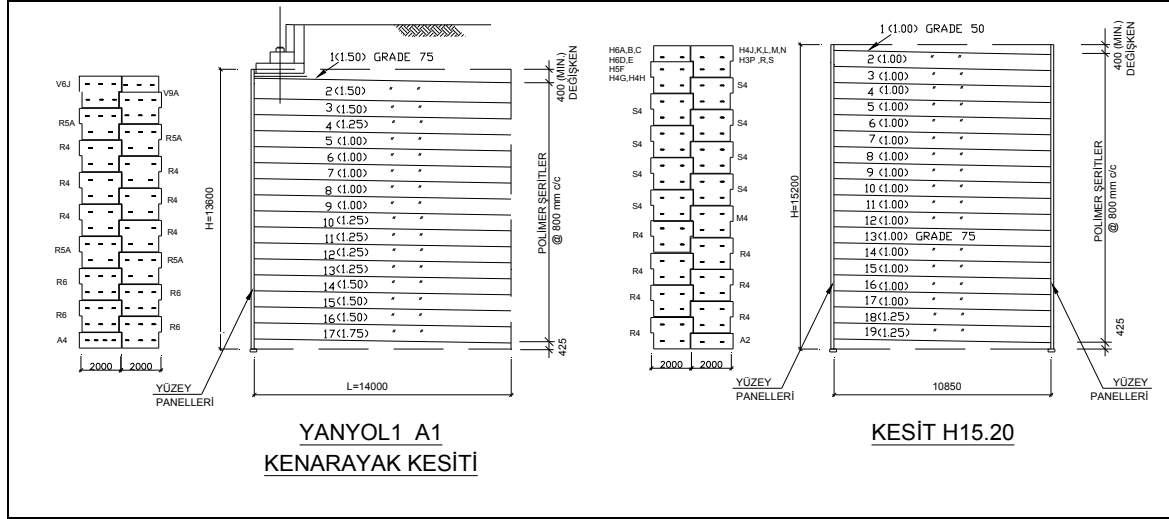 1(1.50) GRADE 75
2(1.50) " "
3(1.50) " "
4(1.25) " "
5(1.00) " "
6(1.00) " "
7(1.00) " "
8(1.00) " "
9(1.00) " "
10(1.25) " "
11(1.25) " "
12(1.25) " "
13(1.25) " "
14(1.50) " "
15(1.50) " "
16(1.50) " "
17(1.75) " "
V6J
R5A
R4
R4
R4
R5A
R6
R6
A4
V9A
R5A
R4
R4
R4
R5A
R6
R6
2000 2000
H=13600
400 (MIN.)
DEĞİŞKEN
POLİMER ŞERİTLER
@ 800 mm c/c
425
YÜZEY
PANELLERİ
L=14000
YANYOL1 A1
KENARAYAK KESİTİ
H6A,B,C
H6D,E
H5F
H4G,H4H
S4
S4
S4
S4
R4
R4
R4
R4
H4J,K,L,M,N
H3P ,R,S
S4
S4
S4
S4
M4
R4
R4
R4
A2
2000 2000
H=15200
1 (1.00) GRADE 50
2 (1.00) " "
3 (1.00) " "
4 (1.00) " "
5 (1.00) " "
6 (1.00) " "
7 (1.00) " "
8 (1.00) " "
9 (1.00) " "
10 (1.00) " "
11 (1.00) " "
12 (1.00) " "
13(1.00) GRADE 75
14(1.00) " "
15(1.00) " "
16(1.00) " "
17(1.00) " "
18(1.25) " "
19(1.25) " "
400 (MIN.)
DEĞİŞKEN
POLİMER ŞERİTLER
@ 800 mm c/c
425
YÜZEY
PANELLERİ
10850
YÜZEY
PANELLERİ
KESİT H15.20